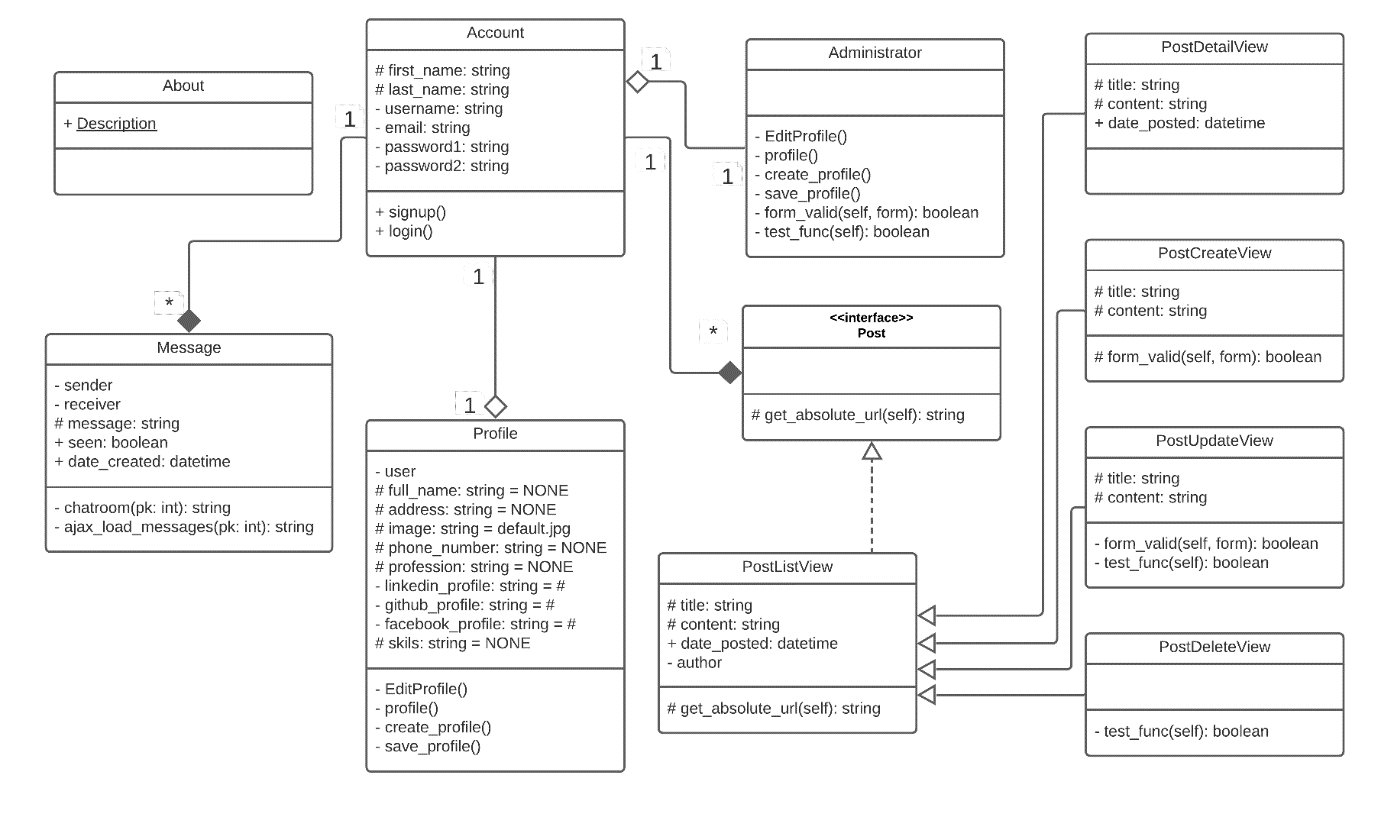 About
+ Description
Account
# first_name: string
# last_name: string
- username: string
- email: string
- password1: string
- password2: string
+ signup()
+ login()
1
1
1
1
1
Administrator
- EditProfile()
- profile()
- create_profile()
- save_profile()
- form_valid(self, form): boolean
- test_func(self): boolean
PostDetailView
# title: string
# content: string
+ date_posted: datetime
*
Message
- sender
- receiver
# message: string
+ seen: boolean
+ date_created: datetime
- chatroom(pk: int): string
- ajax_load_messages(pk: int): string
1
Profile
- user
# full_name: string = NONE
# address: string = NONE
# image: string = default.jpg
# phone_number: string = NONE
# profession: string = NONE
- linkedin_profile: string = #
- github_profile: string = #
- facebook_profile: string = #
# skils: string = NONE
- EditProfile()
- profile()
- create_profile()
- save_profile()
*
<<interface>>
Post
# get_absolute_url(self): string
PostListView
# title: string
# content: string
+ date_posted: datetime
- author
# get_absolute_url(self): string
PostCreateView
# title: string
# content: string
# form_valid(self, form): boolean
PostUpdateView
# title: string
# content: string
- form_valid(self, form): boolean
- test_func(self): boolean
PostDeleteView
- test_func(self): boolean